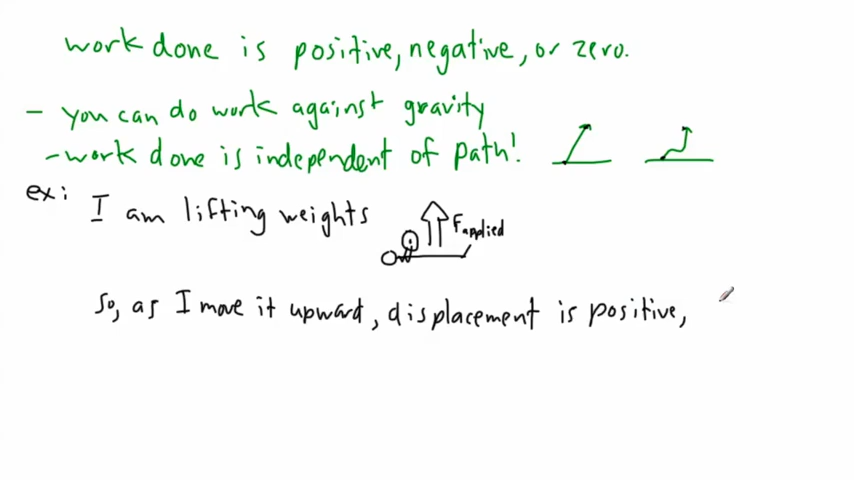 work done is positive, negative, or zero.
- you can do work against gravity
- work done is independent of path!
ex: I am lifting weights
Fapplied
so, as I move it upward, displacement is positive,